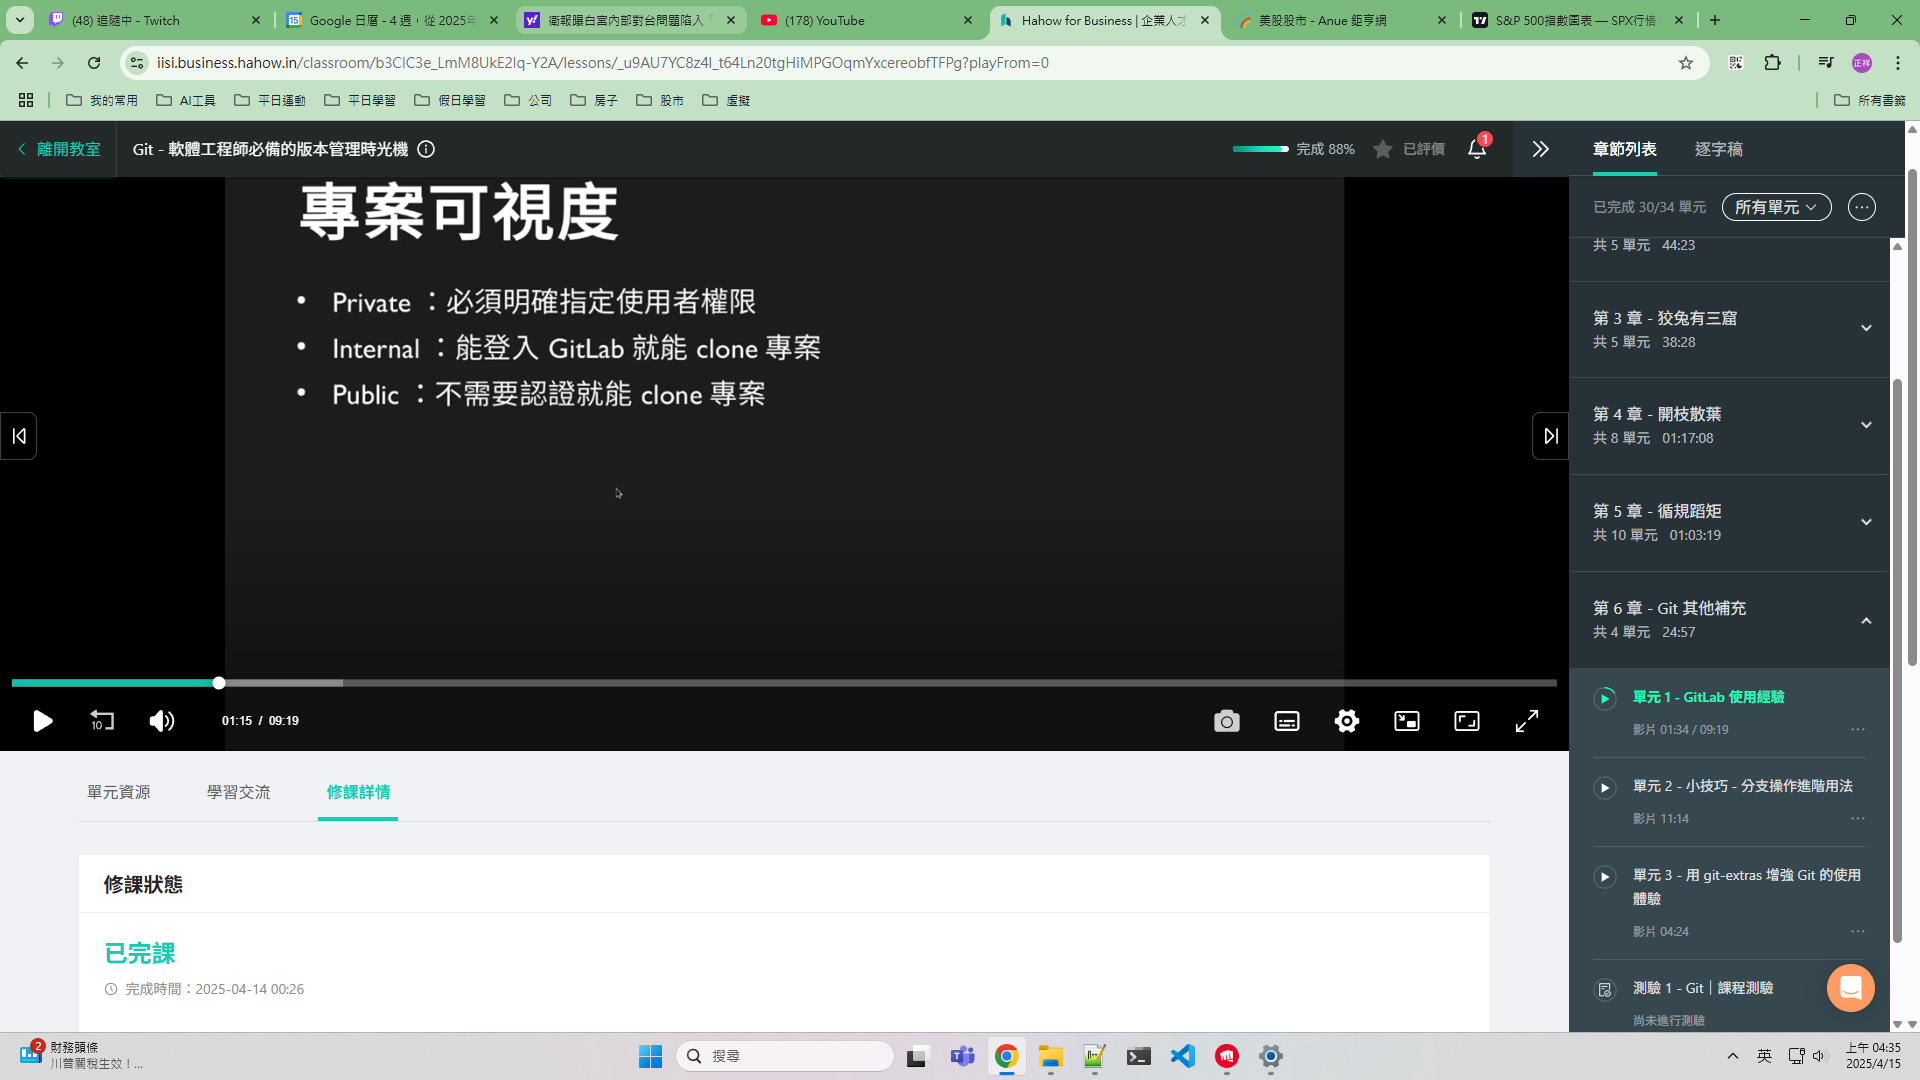 (48) 追隨中 - Twitch
Google 日曆 - 4 週，從 2025年
衛報曝白宮內部對台問題陷入「
(178) YouTube
Hahow for Business | 企業人才
美股股市 - Anue 鉅亨網
S&P 500指數圖表 — SPX行情
iisi.business.hahow.in/classroom/b3CIC3e_LmM8UkE2lq-Y2A/lessons/_u9AU7YC8z4l_t64Ln20tgHiMPGOqmYxcereobfTFPg?playFrom=0
正祥
我的常用
AI工具
平日運動
平日學習
假日學習
公司
房子
股市
虛擬
所有書籤
離開教室
Git - 軟體工程師必備的版本管理時光機
完成 88%
已評價
1
章節列表
逐字稿
專案可視度
• Private ：必須明確指定使用者權限
• Internal ：能登入 GitLab 就能 clone 專案
• Public ：不需要認證就能 clone 專案
10
01:15 / 09:19
已完成 30/34 單元
所有單元
共 5 單元 44:23
第 3 章 - 狡兔有三窟
共 5 單元 38:28
第 4 章 - 開枝散葉
共 8 單元 01:17:08
第 5 章 - 循規蹈矩
共 10 單元 01:03:19
第 6 章 - Git 其他補充
共 4 單元 24:57
單元 1 - GitLab 使用經驗
影片 01:34 / 09:19
單元 2 - 小技巧 - 分支操作進階用法
影片 11:14
單元 3 - 用 git-extras 增強 Git 的使用
體驗
影片 04:24
測驗 1 - Git｜課程測驗
尚未進行測驗
單元資源
學習交流
修課詳情
修課狀態
已完課
完成時間：2025-04-14 00:26
2
財務頭條
川普關稅生效！...
搜尋
英
上午 04:35
2025/4/15